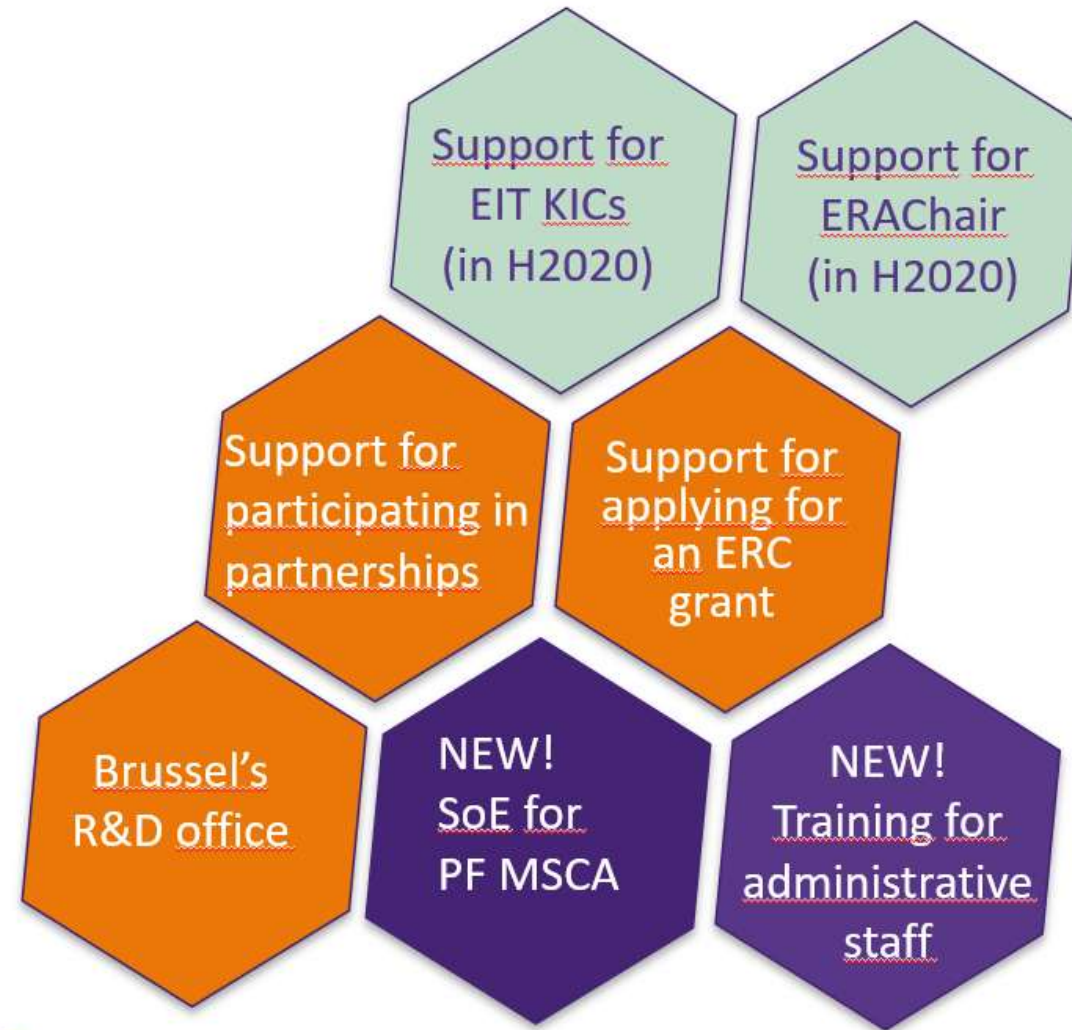 Support for
EIT KICs
(in H2020)
Support for
ERAChair
(in H2020)
Support for
participating in
partnerships
Support for
applying for
an ERC
grant
Brussel’s
R&D office
NEW!
SoE for
PF MSCA
NEW!
Training for
administrative
staff